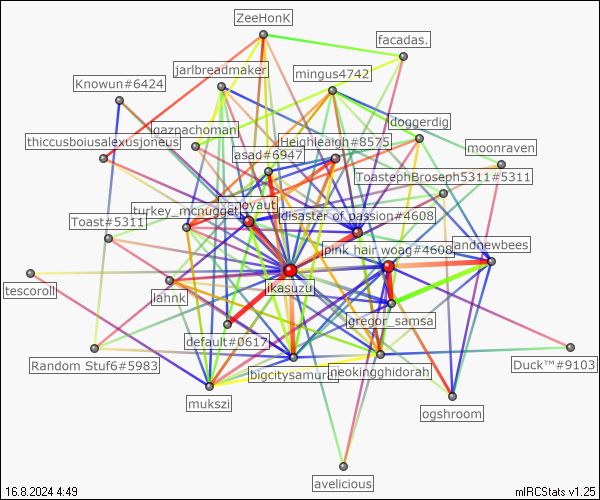 ZeeHonK
facadas.
jarlbreadmaker
mingus4742
Knowun#6424
doggerdig
gazpachoman
thiccusboiusalexusjoneus
Heighleaigh#8575
moonraven
asad#6947
ToastephBroseph5311#5311
oyaut
turkey_mcnugget
disaster of passion#4608
Toast#5311
pink hair woag#4608
andnewbees
tescoroll
lahnk
ikasuzu
gregor_samsa
default#0617
Random Stuf6#5983
bigcitysamurai
neokingghidorah
Duck™#9103
mukszi
ogshroom
avelicious
16.8.2024 4:49
mIRCStats v1.25